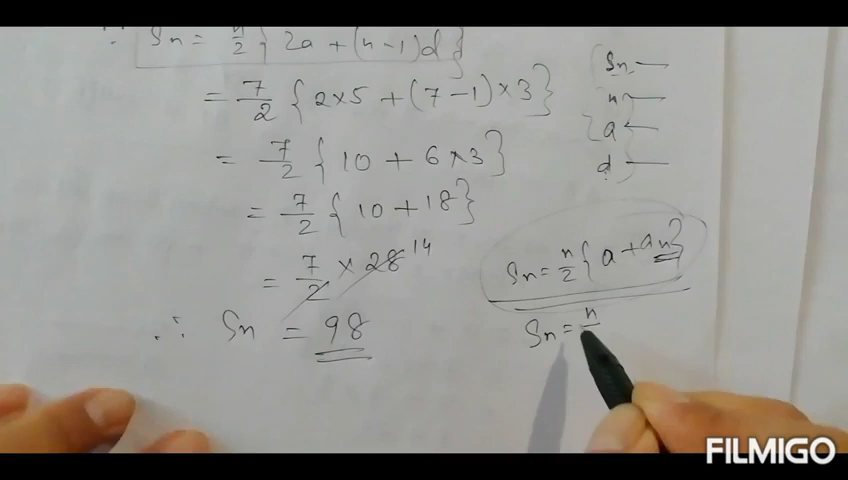 ∵ Sn = n/2 {2a + (n-1)d}
= 7/2 {2×5 + (7-1)×3}
= 7/2 {10 + 6×3}
= 7/2 {10 + 18}
= 7/2 × 28 14
∴ Sn = 98
Sn
n
a
d
Sn = n/2 {a + an}
Sn = n
FILMIGO